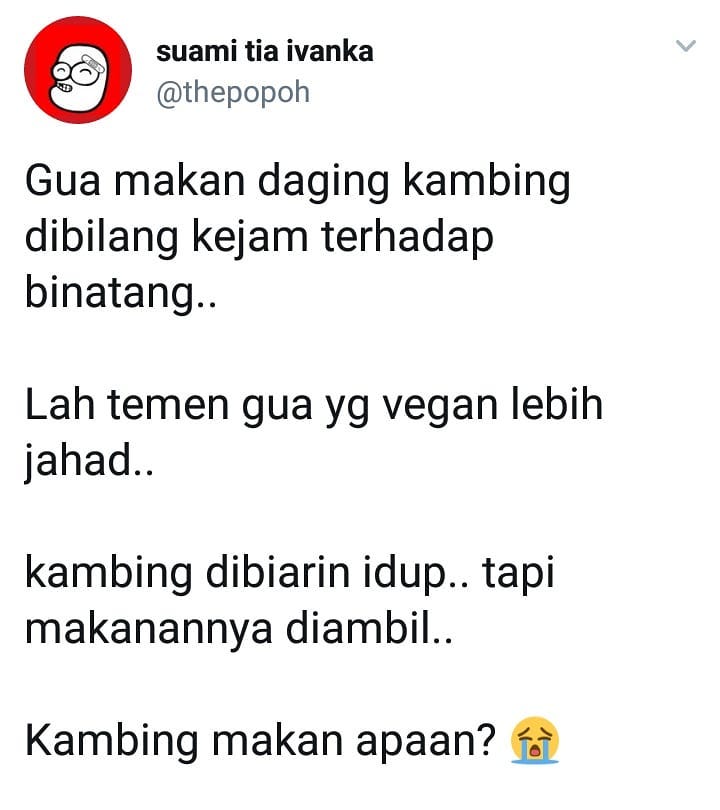 suami tia ivanka
@thepopoh
Gua makan daging kambing
dibilang kejam terhadap
binatang..
Lah temen gua yg vegan lebih
jahad..
kambing dibiarin idup.. tapi
makanannya diambil..
Kambing makan apaan? 😭